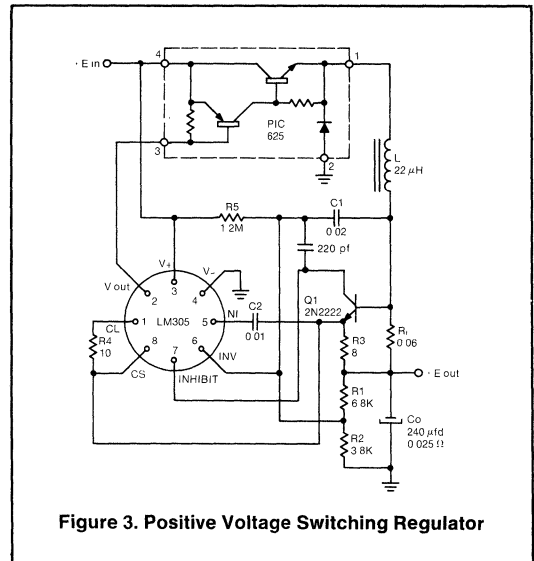 4
1
+ E in
PIC
625
3
2
L
22 μH
R5
1 2M
C1
0 02
220 pf
V+
V–
V out
3
2
4
C2
0 01
NI
Q1
2N2222
CL
1
LM305
5
R4
10
8
7
6
INV
CS
INHIBIT
R3
8
0 06
E out
R1
6.8K
R2
3 8K
Co
240 μfd
0 025 Ω
Figure 3. Positive Voltage Switching Regulator